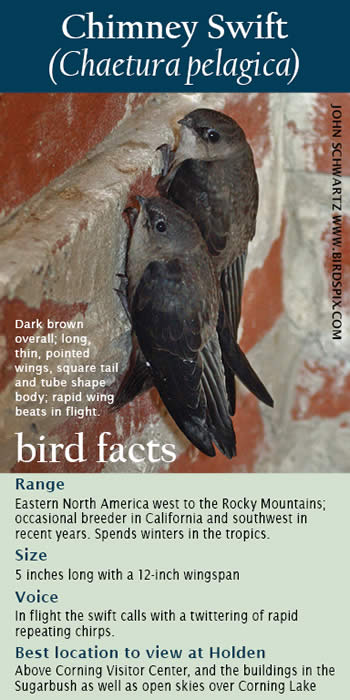 Chimney Swift
(Chaetura pelagica)
JOHN SCHWARTZ WWW.BIRDSPIX.COM
Dark brown
overall; long,
thin, pointed
wings, square tail
and tube shape
body; rapid wing
beats in flight.
bird facts
Range
Eastern North America west to the Rocky Mountains;
occasional breeder in California and southwest in
recent years. Spends winters in the tropics.
Size
5 inches long with a 12-inch wingspan
Voice
In flight the swift calls with a twittering of rapid
repeating chirps.
Best location to view at Holden
Above Corning Visitor Center, and the buildings in the
Sugarbush as well as open skies over Corning Lake